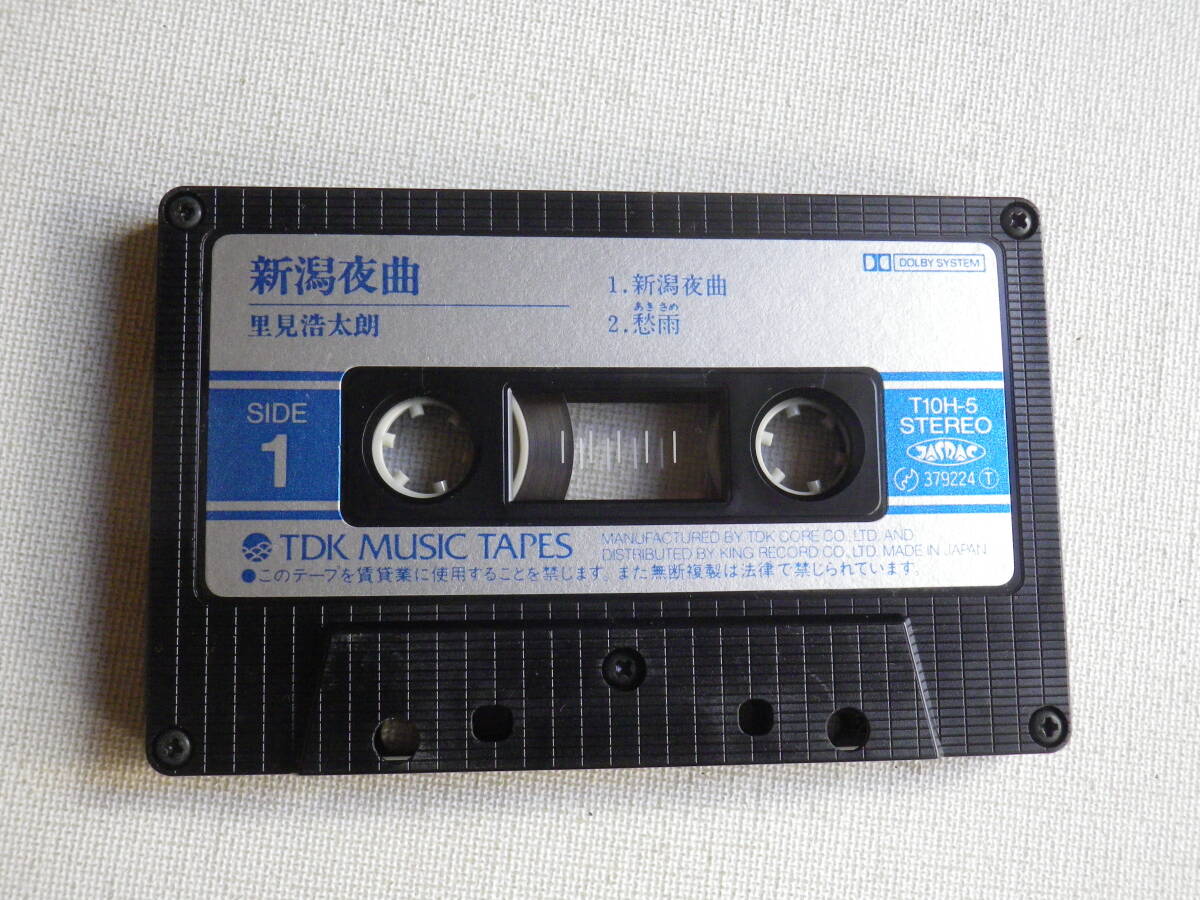 新潟夜曲
里見浩太朗
1.新潟夜曲
あき さめ
2.愁雨
DOLBY SYSTEM
SIDE
1
T10H-5
STEREO
JASRAC
379224 T
TDK MUSIC TAPES
MANUFACTURED BY TDK CORE CO., LTD. AND
DISTRIBUTED BY KING RECORD CO., LTD. MADE IN JAPAN
●このテープを賃貸業に使用することを禁じます。また無断複製は法律で禁じられています。